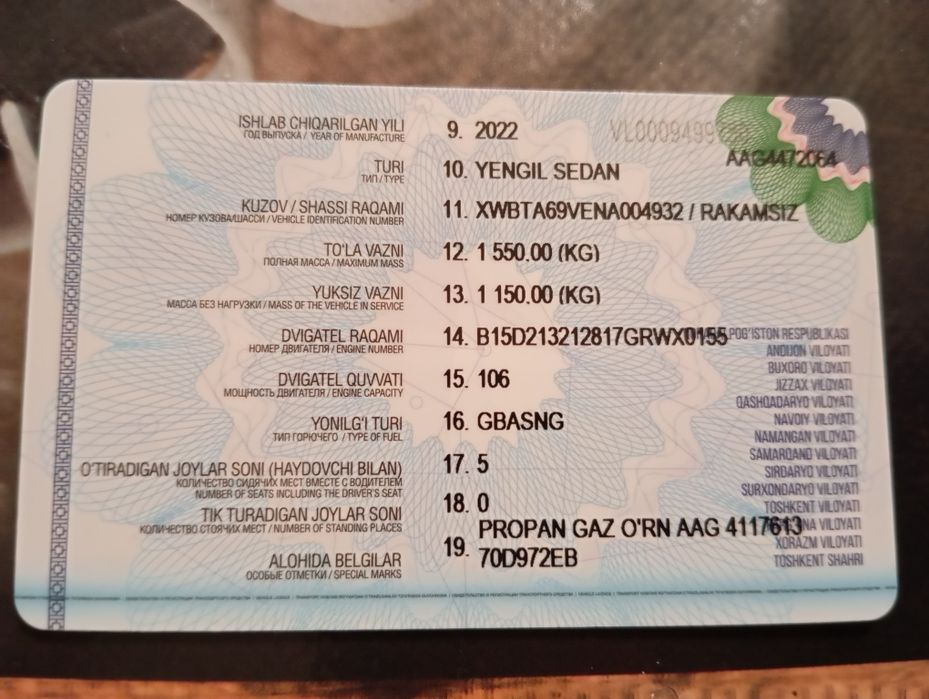 ISHLAB CHIQARILGAN YILI 9. 2022 VL0009499
ГОД ВЫПУСКА / YEAR OF MANUFACTURE
AAG4472064
TURI 10. YENGIL SEDAN
ТИП / TYPE
KUZOV / SHASSI RAQAMI 11. XWBTA69VENA004932 / RAKAMSIZ
НОМЕР КУЗОВА/ШАССИ / VEHICLE IDENTIFICATION NUMBER
TO'LA VAZNI 12. 1 550.00 (KG)
ПОЛНАЯ МАССА / MAXIMUM MASS
YUKSIZ VAZNI 13. 1 150.00 (KG)
МАССА БЕЗ НАГРУЗКИ / MASS OF THE VEHICLE IN SERVICE
DVIGATEL RAQAMI 14. B15D213212817GRWX0155
НОМЕР ДВИГАТЕЛЯ / ENGINE NUMBER
DVIGATEL QUVVATI 15. 106
МОЩНОСТЬ ДВИГАТЕЛЯ / ENGINE CAPACITY
YONILG'I TURI 16. GBASNG
ТИП ГОРЮЧЕГО / TYPE OF FUEL
O'TIRADIGAN JOYLAR SONI (HAYDOVCHI BILAN) 17. 5
КОЛИЧЕСТВО СИДЯЧИХ МЕСТ ВМЕСТЕ С ВОДИТЕЛЕМ
NUMBER OF SEATS INCLUDING THE DRIVER'S SEAT
TIK TURADIGAN JOYLAR SONI 18. 0
КОЛИЧЕСТВО СТОЯЧИХ МЕСТ / NUMBER OF STANDING PLACES
ALOHIDA BELGILAR 19. PROPAN GAZ O'RN AAG 4117613
70D972EB
ОСОБЫЕ ОТМЕТКИ / SPECIAL MARKS
RESPUBLIKASI
ANDIJON VILOYATI
BUXORO VILOYATI
JIZZAX VILOYATI
QASHQADARYO VILOYATI
NAVOIY VILOYATI
NAMANGAN VILOYATI
SAMARQAND VILOYATI
SIRDARYO VILOYATI
SURXONDARYO VILOYATI
TOSHKENT VILOYATI
VILOYATI
XORAZM VILOYATI
TOSHKENT SHAHRI